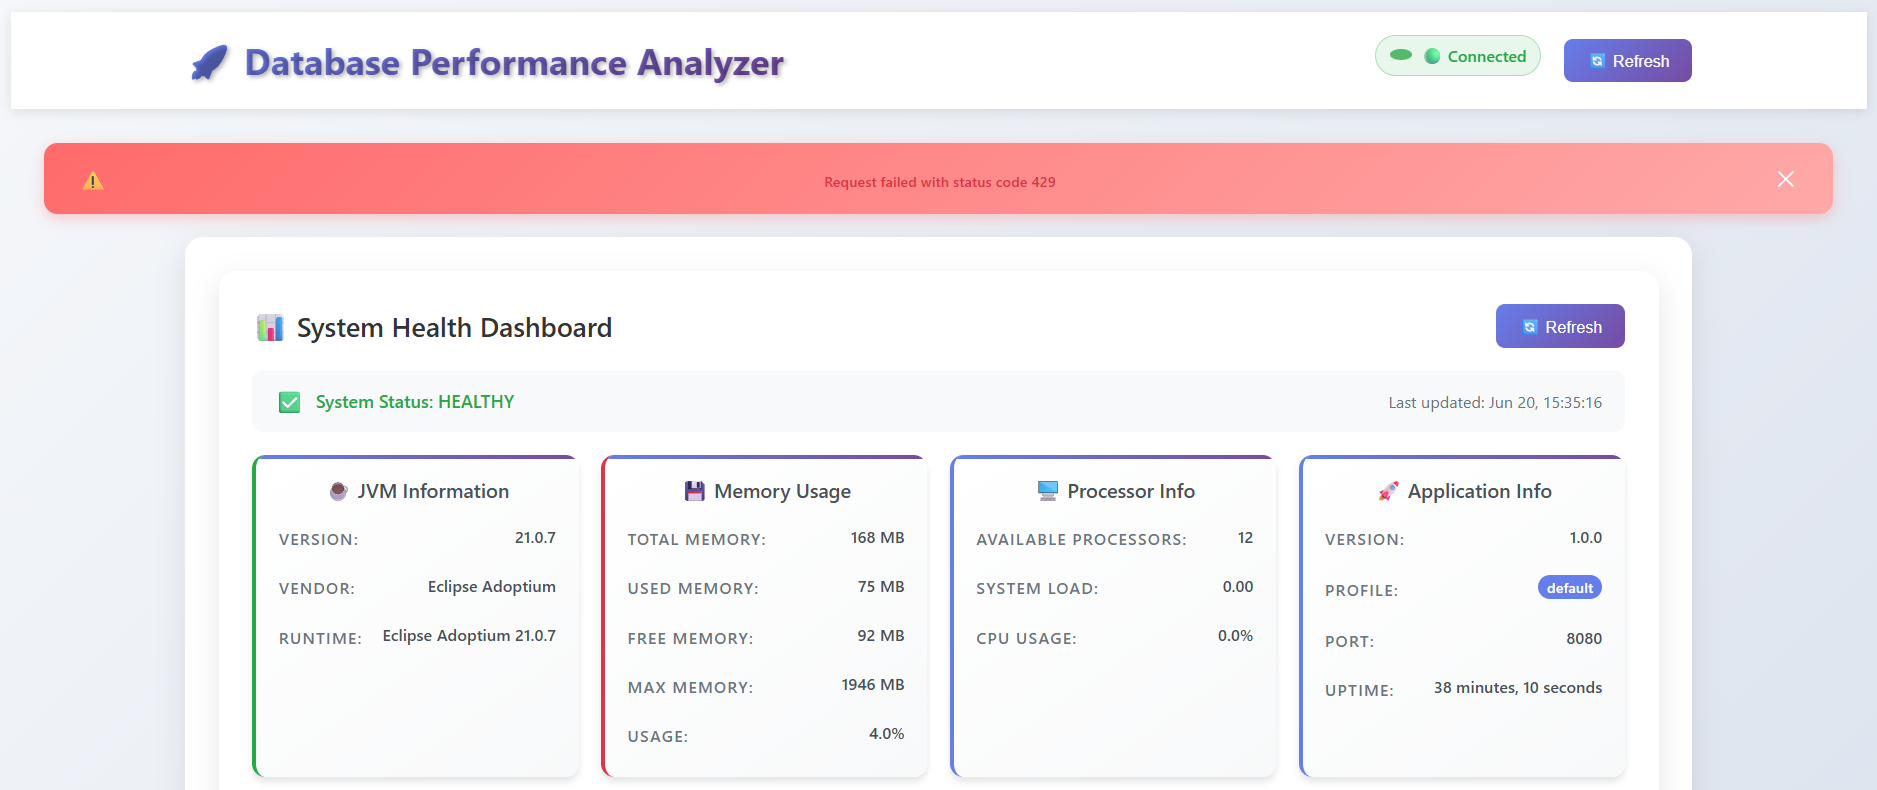 Database Performance Analyzer
Connected
Refresh
Request failed with status code 429
System Health Dashboard
Refresh
System Status: HEALTHY
Last updated: Jun 20, 15:35:16
JVM Information
VERSION: 21.0.7
VENDOR: Eclipse Adoptium
RUNTIME: Eclipse Adoptium 21.0.7
Memory Usage
TOTAL MEMORY: 168 MB
USED MEMORY: 75 MB
FREE MEMORY: 92 MB
MAX MEMORY: 1946 MB
USAGE: 4.0%
Processor Info
AVAILABLE PROCESSORS: 12
SYSTEM LOAD: 0.00
CPU USAGE: 0.0%
Application Info
VERSION: 1.0.0
PROFILE: default
PORT: 8080
UPTIME: 38 minutes, 10 seconds